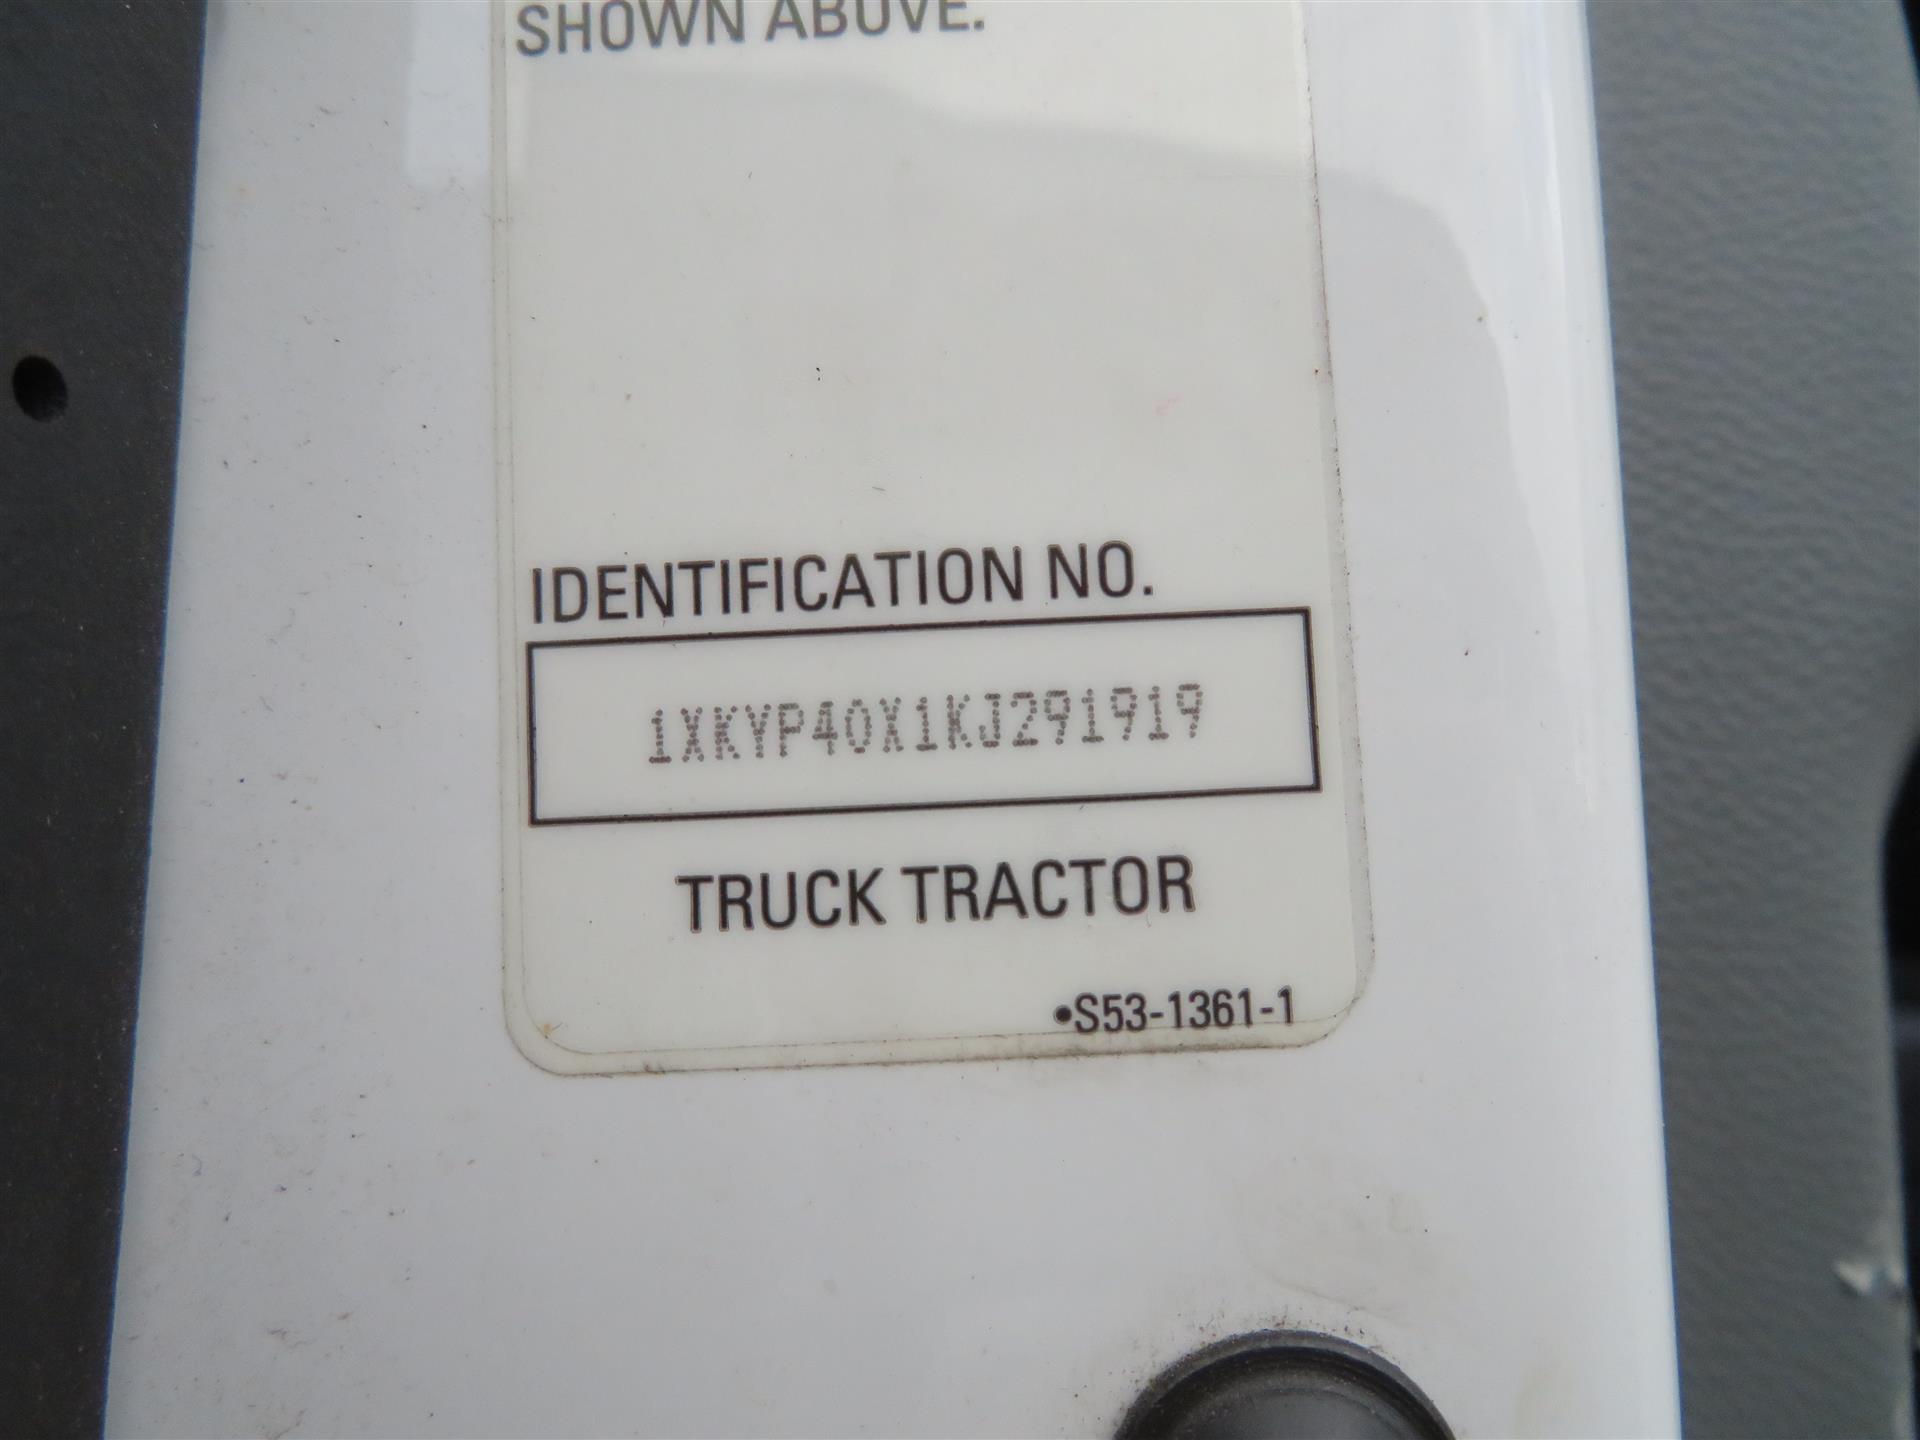 SHOWN ABOVE.
IDENTIFICATION NO.
1XKYP40X1KJ291919
TRUCK TRACTOR
•S53-1361-1